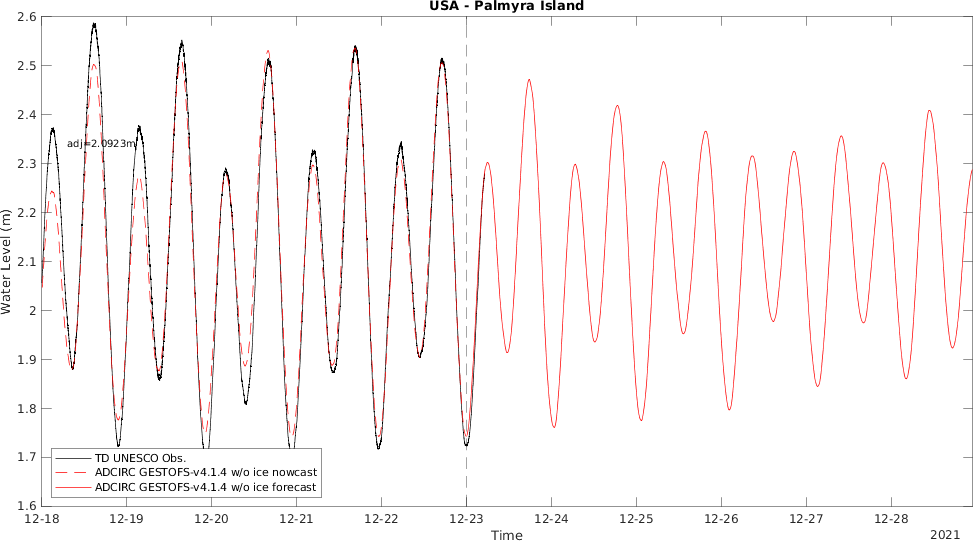 USA - Palmyra Island
2.6
2.5
2.4
2.3
2.2
2.1
2
1.9
1.8
1.7
1.6
Water Level (m)
adj=2.0923m
TD UNESCO Obs.
ADCIRC GESTOFS-v4.1.4 w/o ice nowcast
ADCIRC GESTOFS-v4.1.4 w/o ice forecast
12-18 12-19 12-20 12-21 12-22 12-23 12-24 12-25 12-26 12-27 12-28
Time
2021